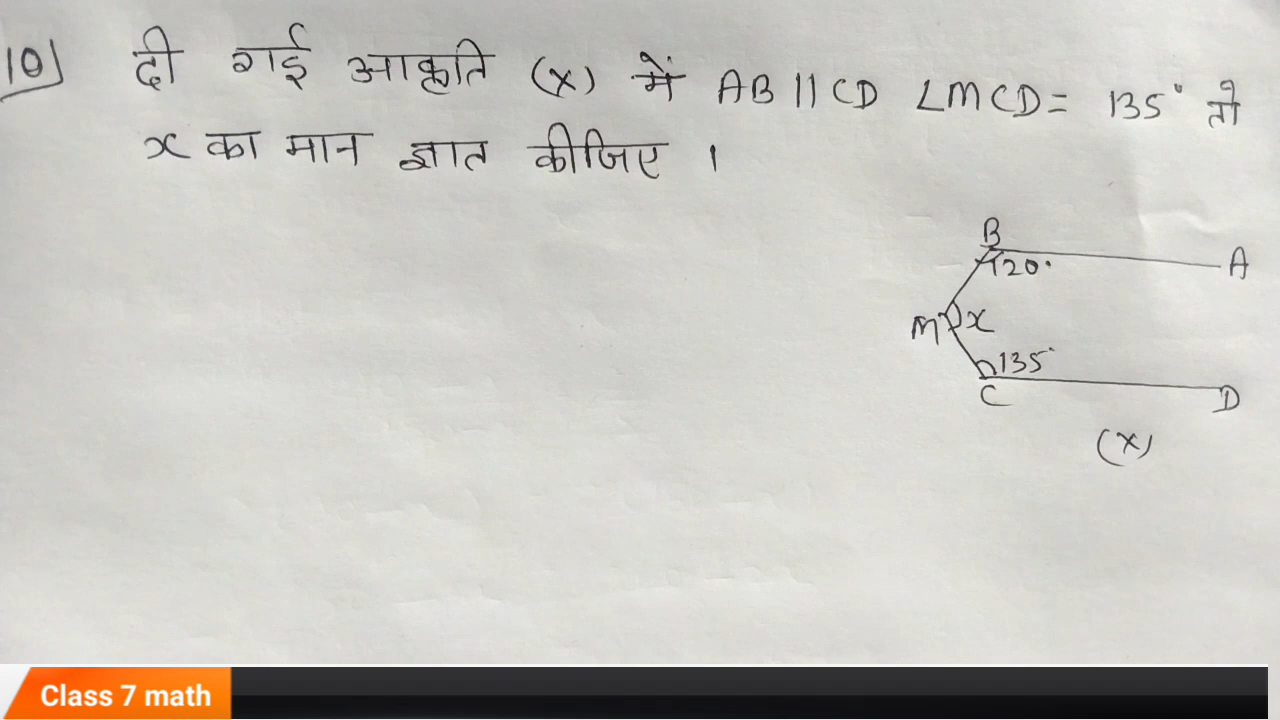 10) दी गई आकृति (x) में AB || CD ∠MCD = 135° तो
x का मान ज्ञात कीजिए ।
B
120°
A
M
x
135°
C
D
(x)
Class 7 math